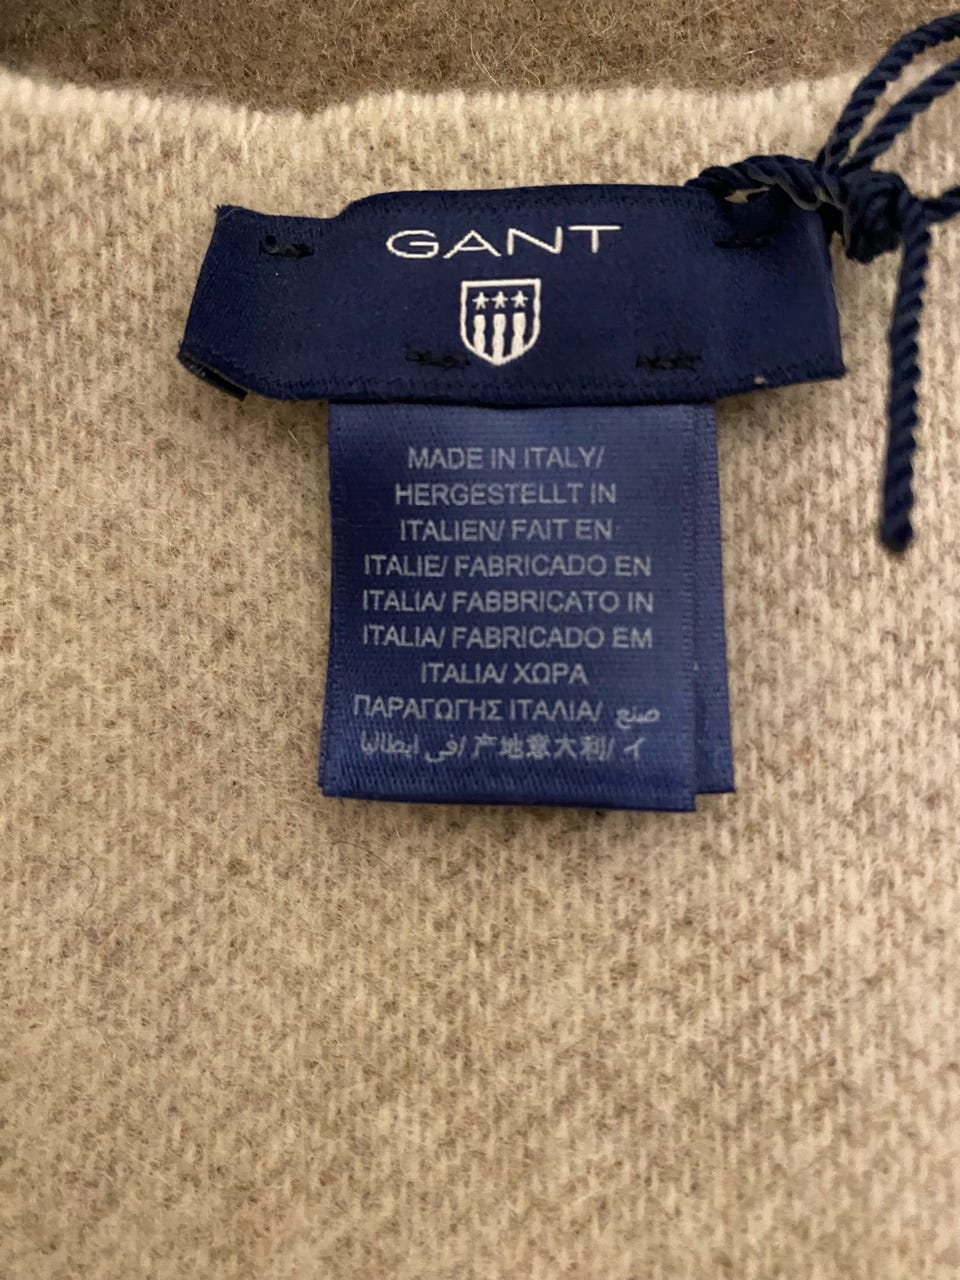 GANT
MADE IN ITALY/
HERGESTELLT IN
ITALIEN/ FAIT EN
ITALIE/ FABRICADO EN
ITALIA/ FABBRICATO IN
ITALIA/ FABRICADO EM
ITALIA/ ΧΩΡΑ
ΠΑΡΑΓΩΓΗΣ ΙΤΑΛΙΑ/ صنع
في ايطاليا/ 产地意大利/ イ